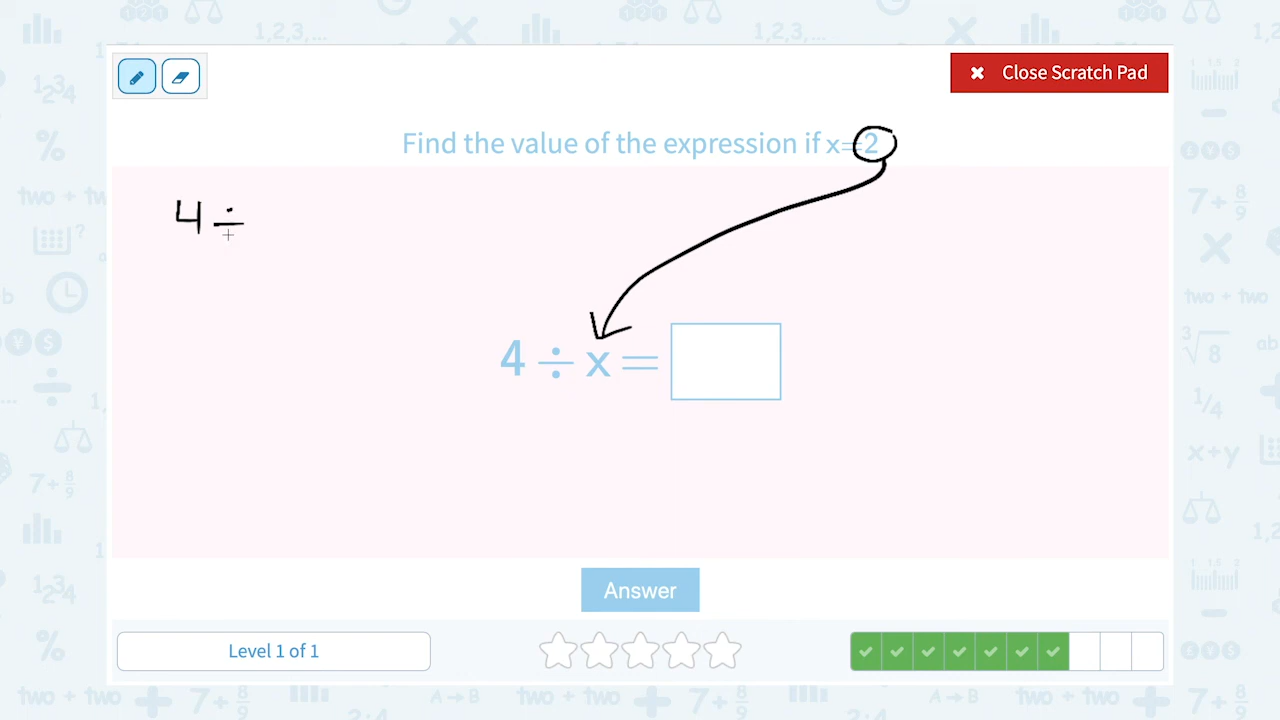 Close Scratch Pad
Find the value of the expression if x=2
4 ÷
4 ÷ x =
Answer
Level 1 of 1